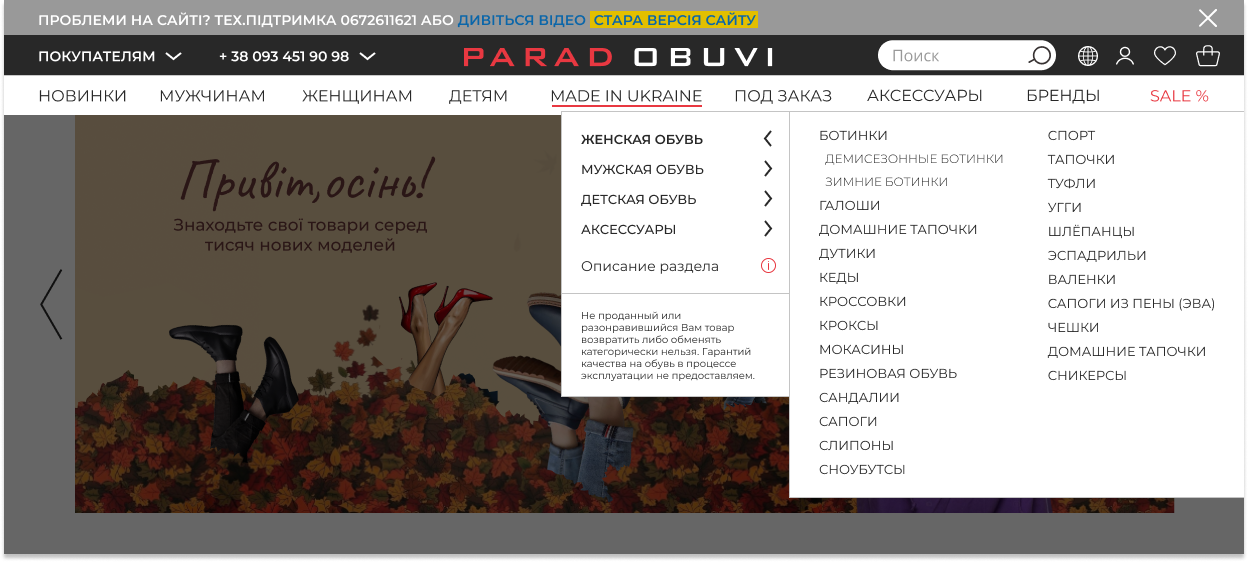 ПРОБЛЕМИ НА САЙТІ? ТЕХ.ПІДТРИМКА 0672611621 АБО ДИВІТЬСЯ ВІДЕО СТАРА ВЕРСІЯ САЙТУ
ПОКУПАТЕЛЯМ + 38 093 451 90 98 PARAD OBUVI Поиск
НОВИНКИ МУЖЧИНАМ ЖЕНЩИНАМ ДЕТЯМ MADE IN UKRAINE ПОД ЗАКАЗ АКСЕССУАРЫ БРЕНДЫ SALE %
Привіт, осінь!
Знаходьте свої товари серед
тисяч нових моделей
ЖЕНСКАЯ ОБУВЬ
МУЖСКАЯ ОБУВЬ
ДЕТСКАЯ ОБУВЬ
АКСЕССУАРЫ
Описание раздела
Не проданный или
разонравившийся Вам товар
возвратить либо обменять
категорически нельзя. Гарантий
качества на обувь в процессе
эксплуатации не предоставляем.
БОТИНКИ
ДЕМИСЕЗОННЫЕ БОТИНКИ
ЗИМНИЕ БОТИНКИ
ГАЛОШИ
ДОМАШНИЕ ТАПОЧКИ
ДУТИКИ
КЕДЫ
КРОССОВКИ
КРОКСЫ
МОКАСИНЫ
РЕЗИНОВАЯ ОБУВЬ
САНДАЛИИ
САПОГИ
СЛИПОНЫ
СНОУБУТСЫ
СПОРТ
ТАПОЧКИ
ТУФЛИ
УГГИ
ШЛЁПАНЦЫ
ЭСПАДРИЛЬИ
ВАЛЕНКИ
САПОГИ ИЗ ПЕНЫ (ЭВА)
ЧЕШКИ
ДОМАШНИЕ ТАПОЧКИ
СНИКЕРСЫ